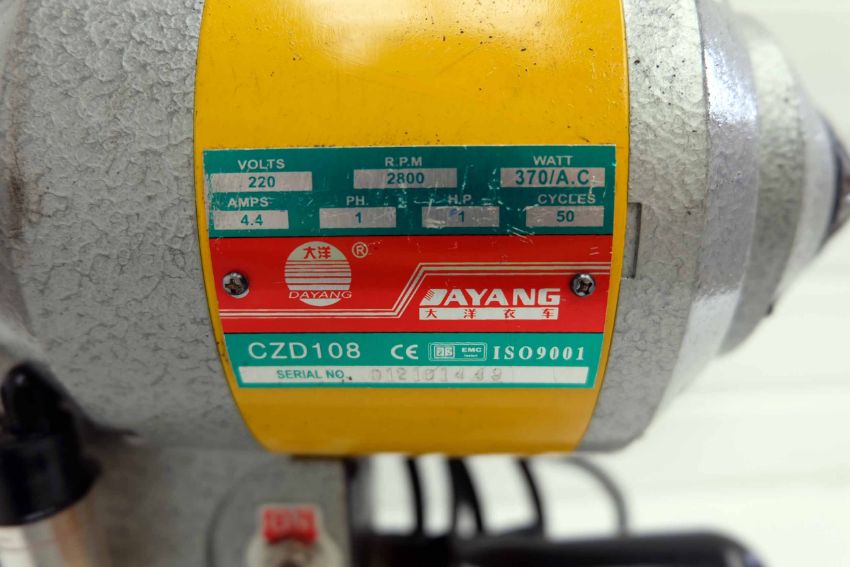 VOLTS R.P.M WATT
220 2800 370/A.C
AMPS PH. H.P. CYCLES
4.4 1 1 50
大洋 ®
DAYANG
DAYANG
大洋衣车
CZD108 CE EMC ISO9001
SERIAL NO.